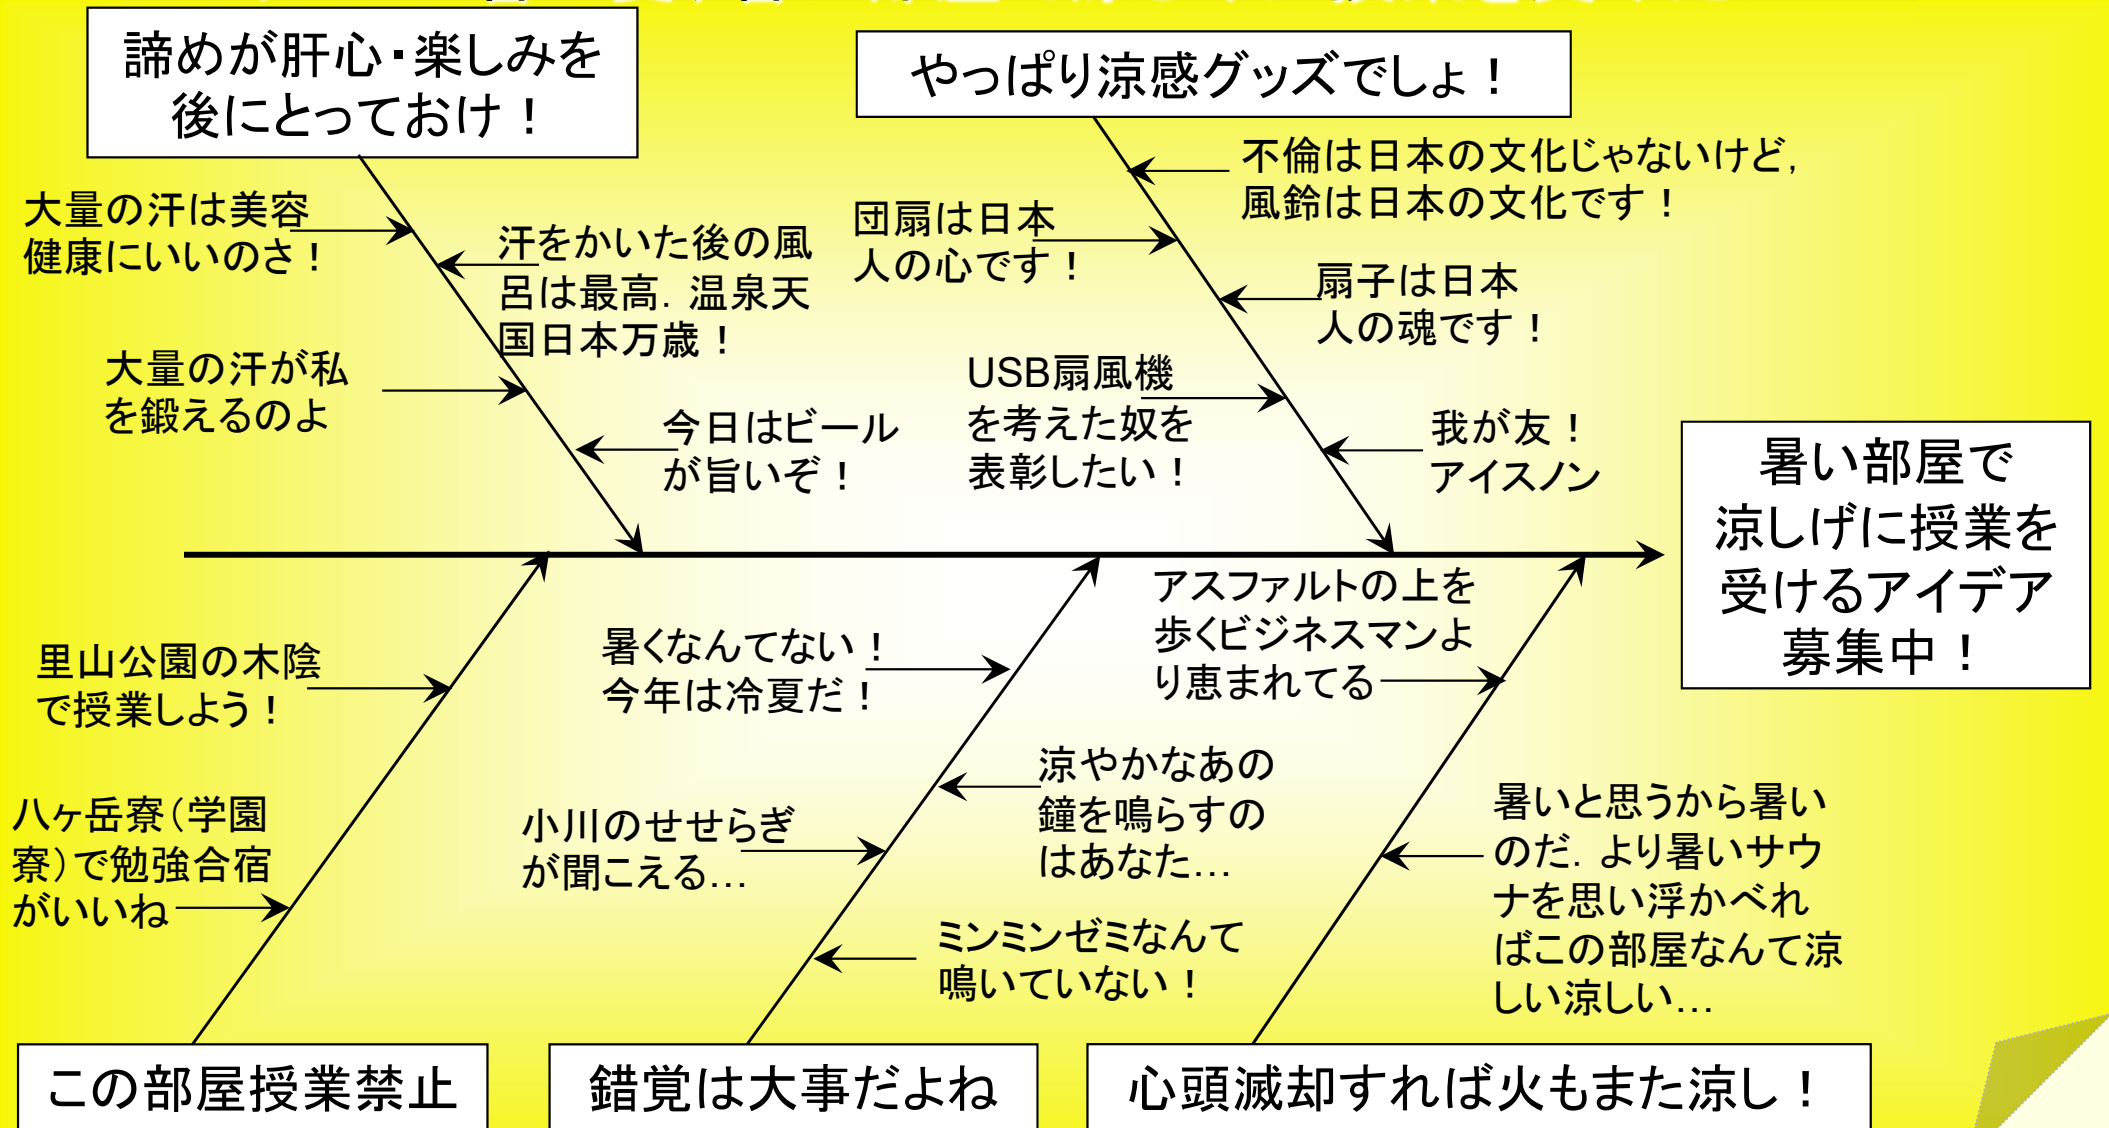 諦めが肝心・楽しみを
後にとっておけ！
やっぱり涼感グッズでしょ！
大量の汗は美容
健康にいいのさ！
汗をかいた後の風
呂は最高．温泉天
国日本万歳！
大量の汗が私
を鍛えるのよ
今日はビール
が旨いぞ！
不倫は日本の文化じゃないけど，
風鈴は日本の文化です！
団扇は日本
人の心です！
扇子は日本
人の魂です！
USB扇風機
を考えた奴を
表彰したい！
我が友！
アイスノン
暑い部屋で
涼しげに授業を
受けるアイデア
募集中！
里山公園の木陰
で授業しよう！
八ヶ岳寮（学園
寮）で勉強合宿
がいいね
暑くなんてない！
今年は冷夏だ！
小川のせせらぎ
が聞こえる…
涼やかなあの
鐘を鳴らすの
はあなた…
ミンミンゼミなんて
鳴いていない！
アスファルトの上を
歩くビジネスマンよ
り恵まれてる
暑いと思うから暑い
のだ．より暑いサウ
ナを思い浮かべれ
ばこの部屋なんて涼
しい涼しい…
この部屋授業禁止
錯覚は大事だよね
心頭滅却すれば火もまた涼し！